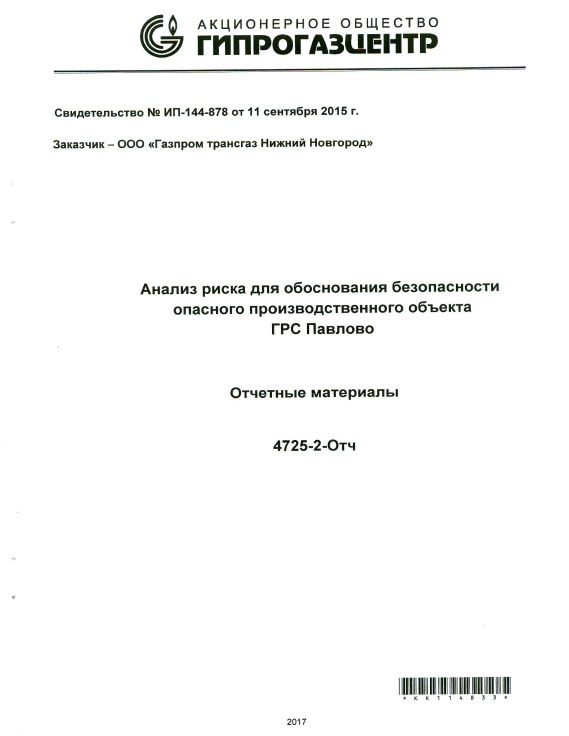 АКЦИОНЕРНОЕ ОБЩЕСТВО
ГИПРОГАЗЦЕНТР
Свидетельство № ИП-144-878 от 11 сентября 2015 г.
Заказчик – ООО «Газпром трансгаз Нижний Новгород»
Анализ риска для обоснования безопасности
опасного производственного объекта
ГРС Павлово
Отчетные материалы
4725-2-Отч
*КК114833*
2017